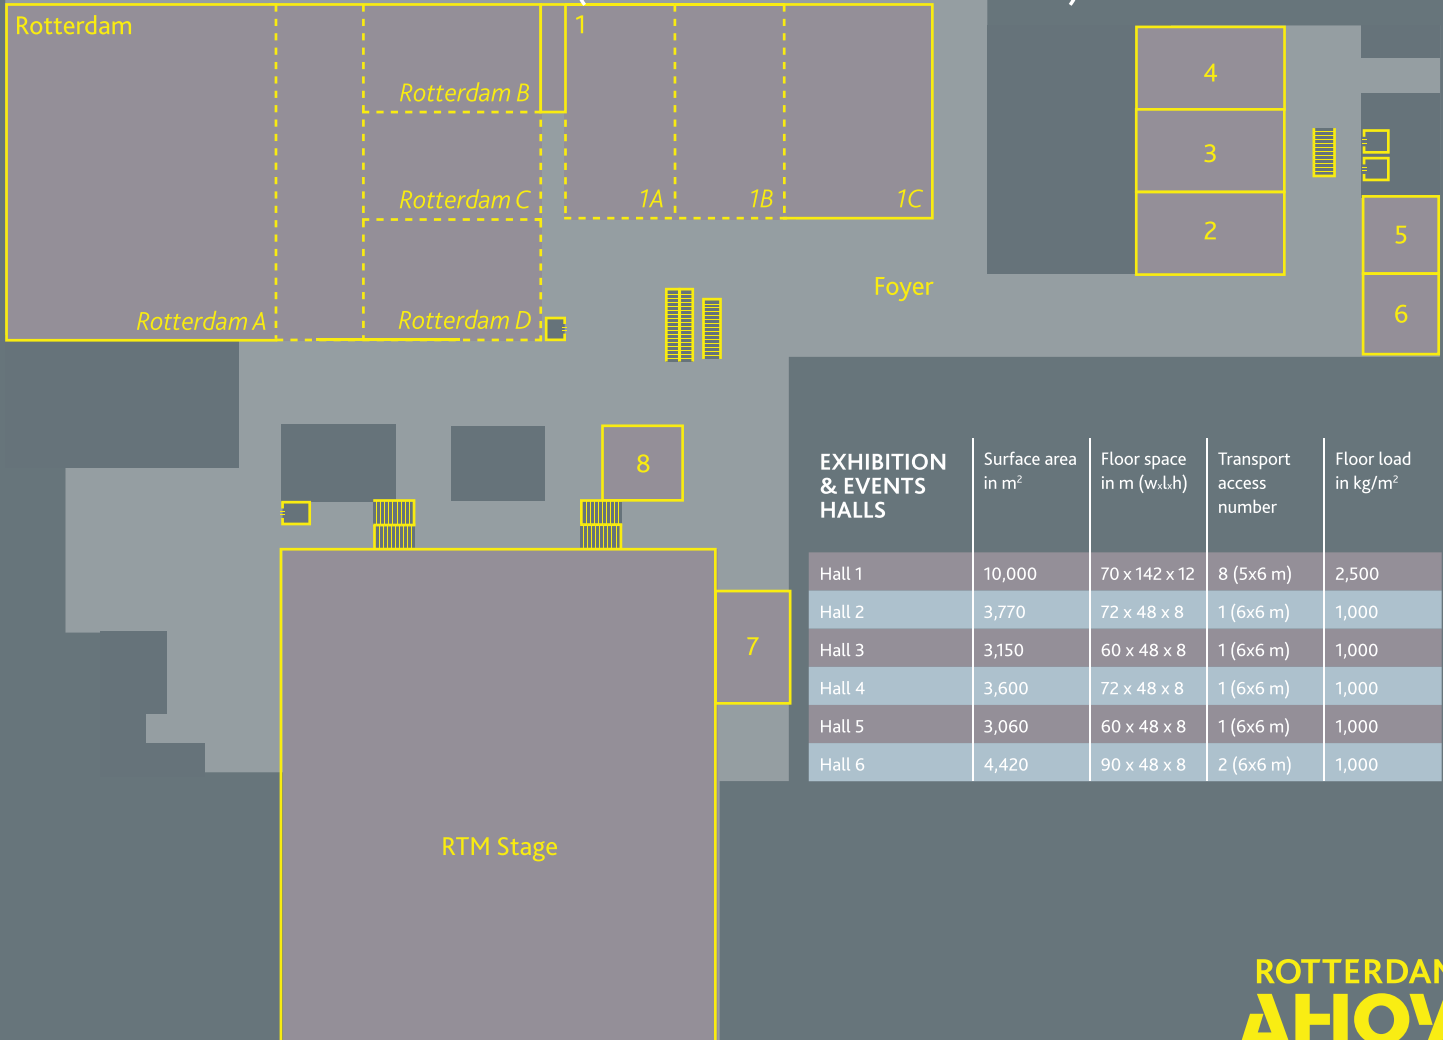 Rotterdam
1
Rotterdam B
Rotterdam C
1A
1B
1C
Rotterdam A
Rotterdam D
4
3
2
5
6
Foyer
8
7
RTM Stage
EXHIBITION & EVENTS HALLS	Surface area in m²	Floor space in m (wxlxh)	Transport access number	Floor load in kg/m²
Hall 1	10,000	70 x 142 x 12	8 (5x6 m)	2,500
Hall 2	3,770	72 x 48 x 8	1 (6x6 m)	1,000
Hall 3	3,150	60 x 48 x 8	1 (6x6 m)	1,000
Hall 4	3,600	72 x 48 x 8	1 (6x6 m)	1,000
Hall 5	3,060	60 x 48 x 8	1 (6x6 m)	1,000
Hall 6	4,420	90 x 48 x 8	2 (6x6 m)	1,000
ROTTERDAM
AHOY